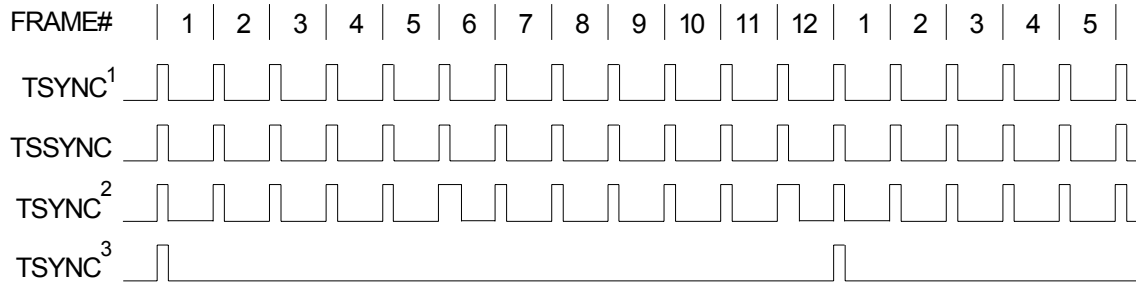 FRAME# 1 2 3 4 5 6 7 8 9 10 11 12 1 2 3 4 5
TSYNC1
TSSYNC
TSYNC2
TSYNC3